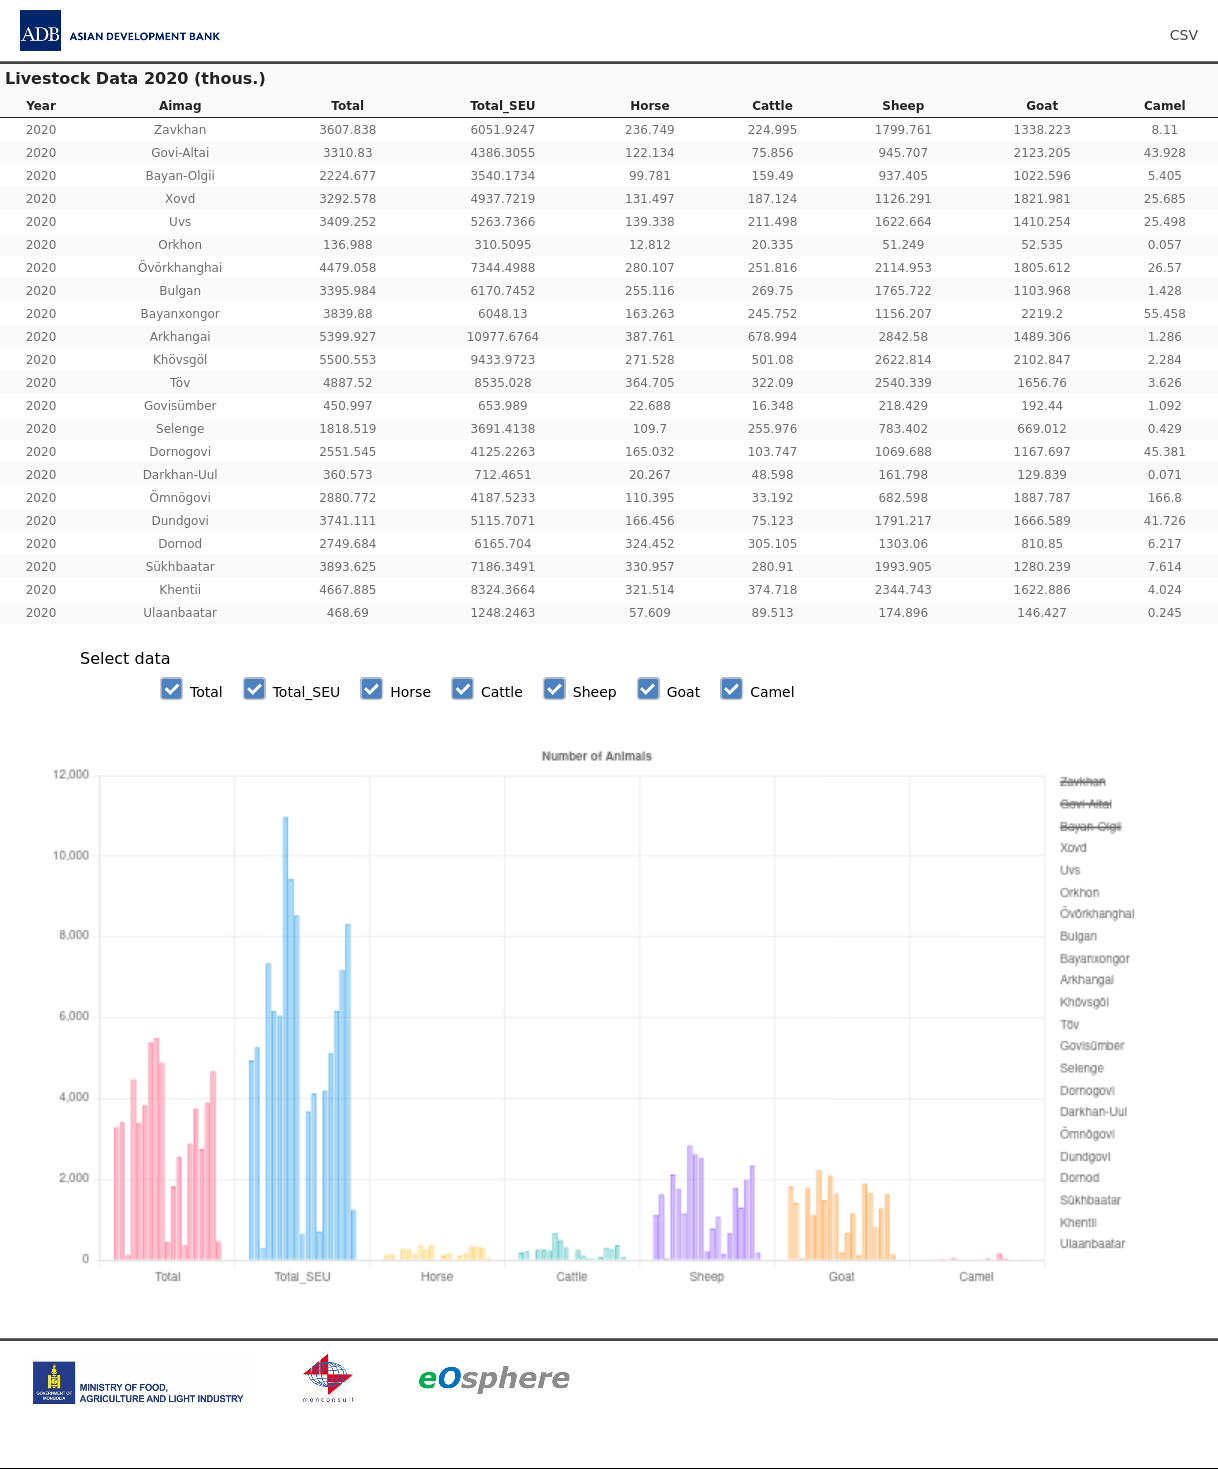 ADB ASIAN DEVELOPMENT BANK
CSV
Livestock Data 2020 (thous.)
Year Aimag Total Total_SEU Horse Cattle Sheep Goat Camel
2020 Zavkhan 3607.838 6051.9247 236.749 224.995 1799.761 1338.223 8.11
2020 Govi-Altai 3310.83 4386.3055 122.134 75.856 945.707 2123.205 43.928
2020 Bayan-Olgii 2224.677 3540.1734 99.781 159.49 937.405 1022.596 5.405
2020 Xovd 3292.578 4937.7219 131.497 187.124 1126.291 1821.981 25.685
2020 Uvs 3409.252 5263.7366 139.338 211.498 1622.664 1410.254 25.498
2020 Orkhon 136.988 310.5095 12.812 20.335 51.249 52.535 0.057
2020 Övörkhanghai 4479.058 7344.4988 280.107 251.816 2114.953 1805.612 26.57
2020 Bulgan 3395.984 6170.7452 255.116 269.75 1765.722 1103.968 1.428
2020 Bayanxongor 3839.88 6048.13 163.263 245.752 1156.207 2219.2 55.458
2020 Arkhangai 5399.927 10977.6764 387.761 678.994 2842.58 1489.306 1.286
2020 Khövsgöl 5500.553 9433.9723 271.528 501.08 2622.814 2102.847 2.284
2020 Töv 4887.52 8535.028 364.705 322.09 2540.339 1656.76 3.626
2020 Govisümber 450.997 653.989 22.688 16.348 218.429 192.44 1.092
2020 Selenge 1818.519 3691.4138 109.7 255.976 783.402 669.012 0.429
2020 Dornogovi 2551.545 4125.2263 165.032 103.747 1069.688 1167.697 45.381
2020 Darkhan-Uul 360.573 712.4651 20.267 48.598 161.798 129.839 0.071
2020 Ömnögovi 2880.772 4187.5233 110.395 33.192 682.598 1887.787 166.8
2020 Dundgovi 3741.111 5115.7071 166.456 75.123 1791.217 1666.589 41.726
2020 Dornod 2749.684 6165.704 324.452 305.105 1303.06 810.85 6.217
2020 Sükhbaatar 3893.625 7186.3491 330.957 280.91 1993.905 1280.239 7.614
2020 Khentii 4667.885 8324.3664 321.514 374.718 2344.743 1622.886 4.024
2020 Ulaanbaatar 468.69 1248.2463 57.609 89.513 174.896 146.427 0.245
Select data
Total Total_SEU Horse Cattle Sheep Goat Camel
Number of Animals
12,000
10,000
8,000
6,000
4,000
2,000
0
Total Total_SEU Horse Cattle Sheep Goat Camel
Zavkhan
Govi-Altai
Bayan-Olgii
Xovd
Uvs
Orkhon
Övörkhanghai
Bulgan
Bayanxongor
Arkhangai
Khövsgöl
Töv
Govisümber
Selenge
Dornogovi
Darkhan-Uul
Ömnögovi
Dundgovi
Dornod
Sükhbaatar
Khentii
Ulaanbaatar
GOVERNMENT OF
MONGOLIA
MINISTRY OF FOOD,
AGRICULTURE AND LIGHT INDUSTRY
monconsult
eOsphere